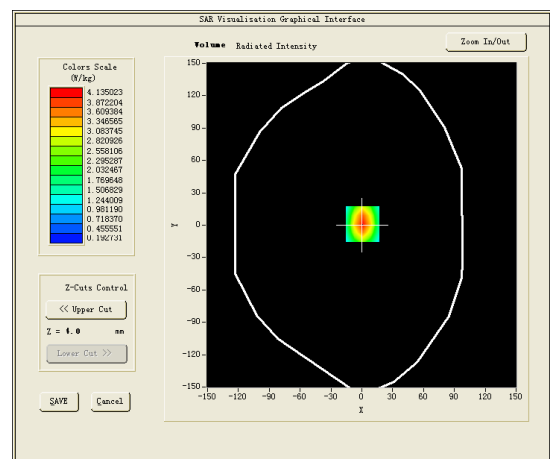 SAR Visualisation Graphical Interface
Volume Radiated Intensity
Zoom In/Out
Colors Scale
(W/kg)
4.135023
3.872204
3.609384
3.346565
3.083745
2.820926
2.558106
2.295287
2.032467
1.769648
1.506829
1.244009
0.981190
0.718370
0.455551
0.192731
Z-Cuts Control
<< Upper Cut
Z = 4.0 mm
Lower Cut >>
SAVE Cancel
150
120
90
60
30
0
-30
-60
-90
-120
-150
Y
-150 -120 -90 -60 -30 0 30 60 90 120 150
X